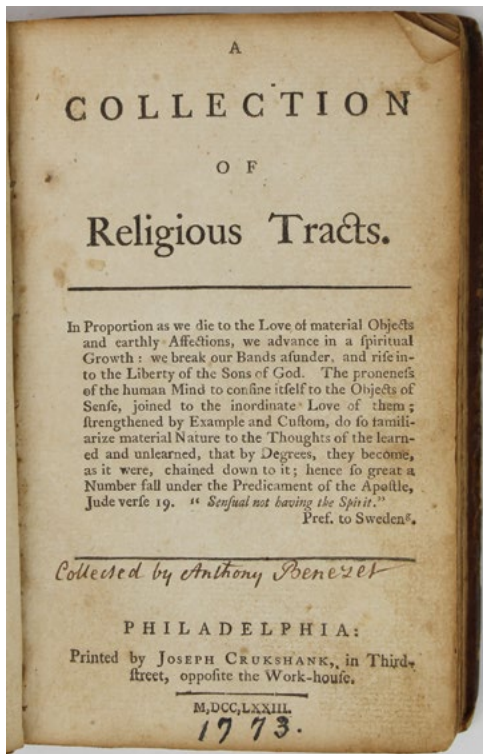 A
COLLECTION
OF
Religious Tracts.
In Proportion as we die to the Love of material Objects
and earthly Affections, we advance in a ſpiritual
Growth : we break our Bands aſunder, and riſe in-
to the Liberty of the Sons of God. The proneneſs
of the human Mind to confine itſelf to the Objects of
Senſe, joined to the inordinate Love of them ;
ſtrengthened by Example and Cuſtom, do ſo famili-
arize material Nature to the Thoughts of the learn-
ed and unlearned, that by Degrees, they become,
as it were, chained down to it; hence ſo great a
Number fall under the Predicament of the Apoſtle,
Jude verſe 19. “ Senſual not having the Spirit.”
Pref. to Swedenᵍ.
Collected by Anthony Benezet
PHILADELPHIA:
Printed by JOSEPH CRUKSHANK, in Third-
ſtreet, oppoſite the Work-houſe.
M,DCC,LXXIII.
1773.